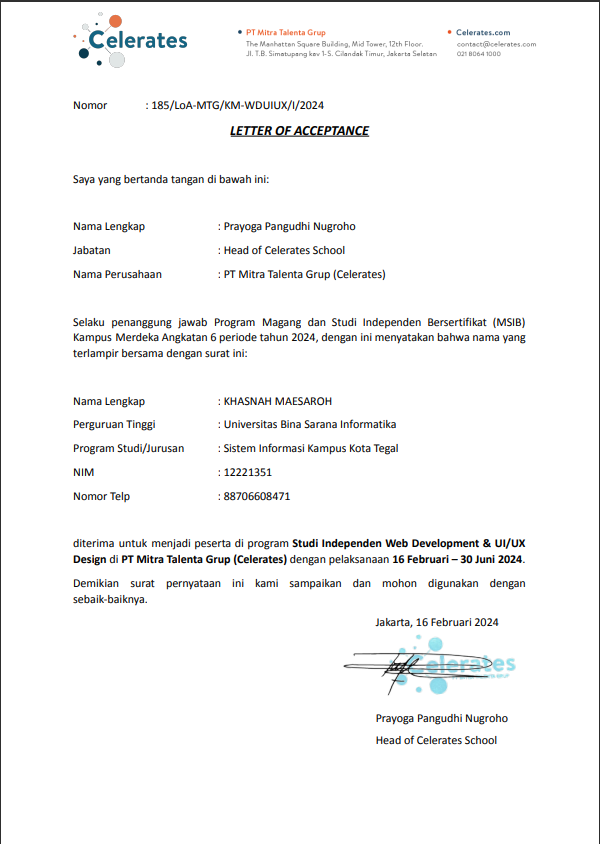 Celerates
PT Mitra Talenta Grup
The Manhattan Square Building, Mid Tower, 12th Floor.
Jl. T.B. Simatupang kav 1-S. Cilandak Timur, Jakarta Selatan
Celerates.com
contact@celerates.com
021 8064 1000
Nomor : 185/LoA-MTG/KM-WDUIUX/I/2024
LETTER OF ACCEPTANCE
Saya yang bertanda tangan di bawah ini:
Nama Lengkap : Prayoga Pangudhi Nugroho
Jabatan : Head of Celerates School
Nama Perusahaan : PT Mitra Talenta Grup (Celerates)
Selaku penanggung jawab Program Magang dan Studi Independen Bersertifikat (MSIB)
Kampus Merdeka Angkatan 6 periode tahun 2024, dengan ini menyatakan bahwa nama yang
terlampir bersama dengan surat ini:
Nama Lengkap : KHASNAH MAESAROH
Perguruan Tinggi : Universitas Bina Sarana Informatika
Program Studi/Jurusan : Sistem Informasi Kampus Kota Tegal
NIM : 12221351
Nomor Telp : 88706608471
diterima untuk menjadi peserta di program Studi Independen Web Development & UI/UX
Design di PT Mitra Talenta Grup (Celerates) dengan pelaksanaan 16 Februari – 30 Juni 2024.
Demikian surat pernyataan ini kami sampaikan dan mohon digunakan dengan
sebaik-baiknya.
Jakarta, 16 Februari 2024
Celerates
Prayoga Pangudhi Nugroho
Head of Celerates School